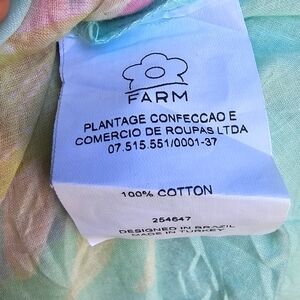 FARM
PLANTAGE CONFECCAO E
COMERCIO DE ROUPAS LTDA
07.515.551/0001-37
100% COTTON
254647
DESIGNED IN BRAZIL
MADE IN TURKEY